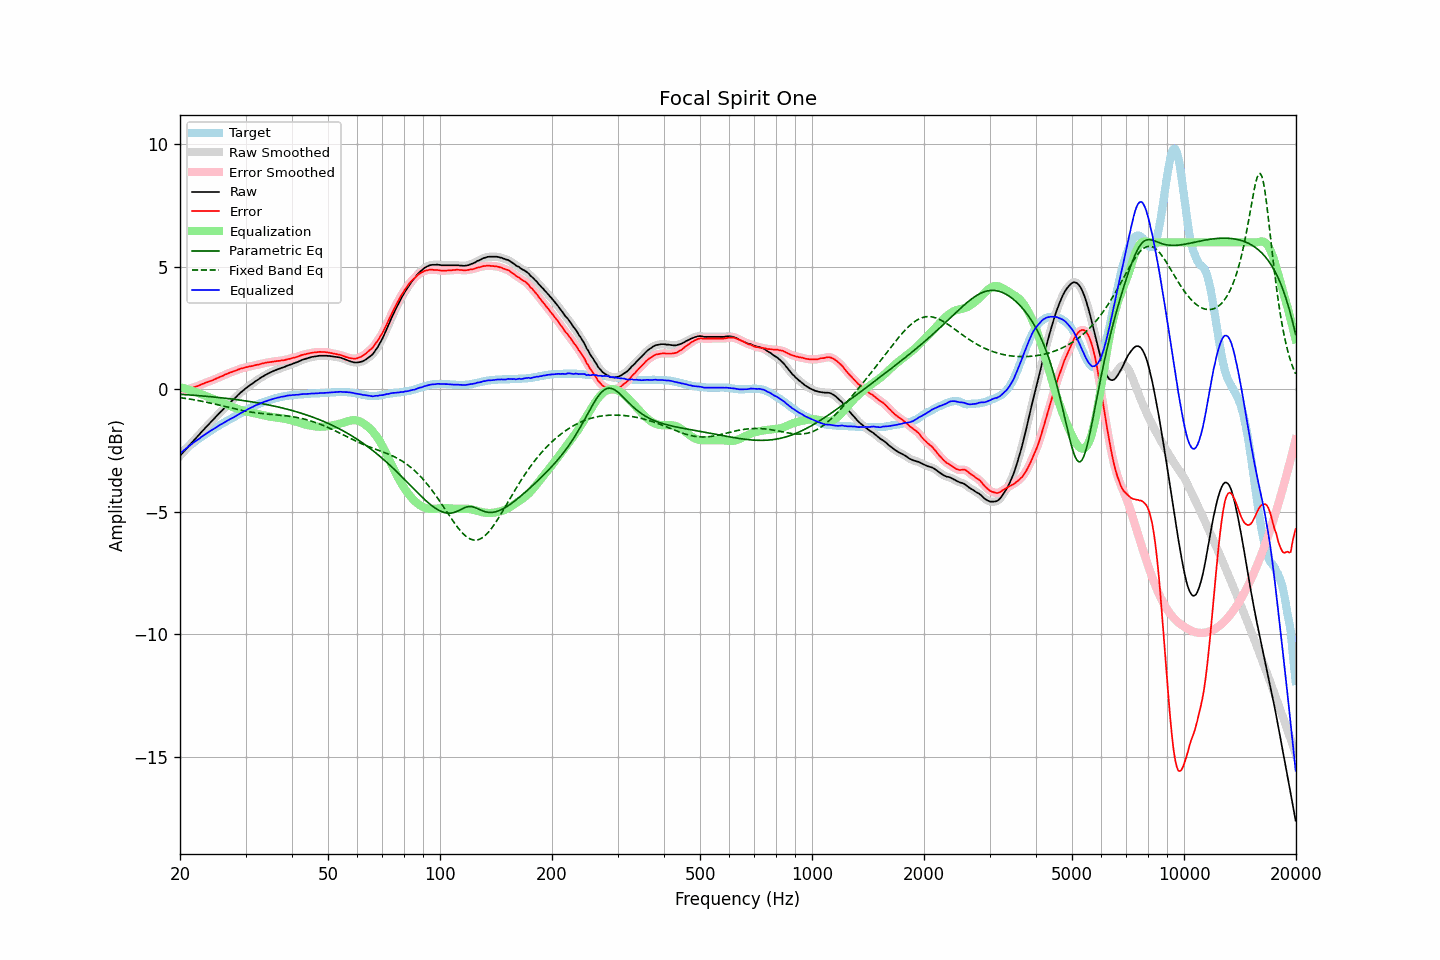 Focal Spirit One
Target
Raw Smoothed
Error Smoothed
Raw
Error
Equalization
Parametric Eq
Fixed Band Eq
Equalized
10
5
0
−5
−10
−15
Amplitude (dBr)
20
50
100
200
500
1000
2000
5000
10000
20000
Frequency (Hz)